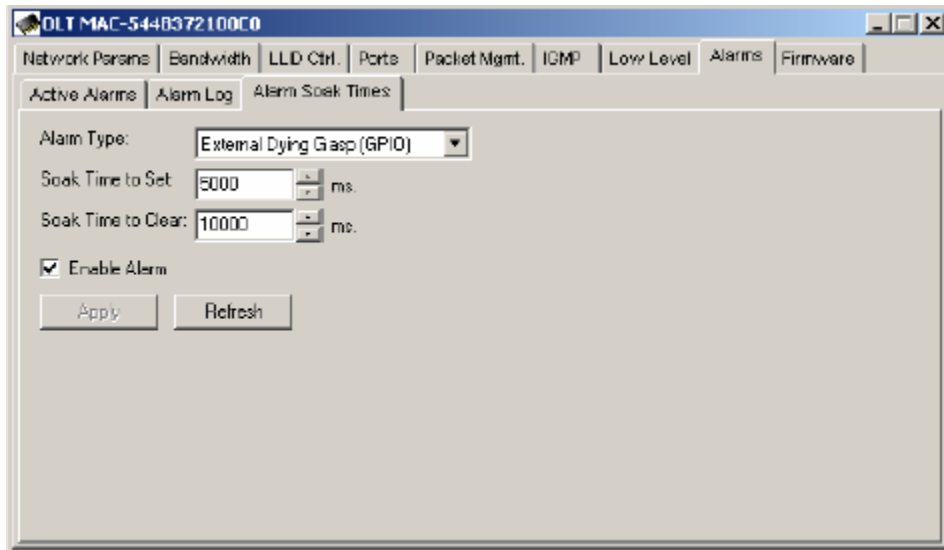 OLT MAC-5448372100C0
Network Params Bandwidth LLID Ctrl. Ports Packet Mgmt. IGMP Low Level Alarms Firmware
Active Alarms Alarm Log Alarm Soak Times
Alarm Type: External Dying Gasp (GPIO)
Soak Time to Set: 5000 ms.
Soak Time to Clear: 10000 ms.
Enable Alarm
Apply Refresh